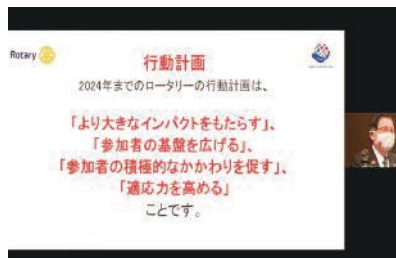 Rotary
行動計画
2024年までのロータリーの行動計画は、
「より大きなインパクトをもたらす」、
「参加者の基盤を広げる」、
「参加者の積極的なかかわりを促す」、
「適応力を高める」
ことです。